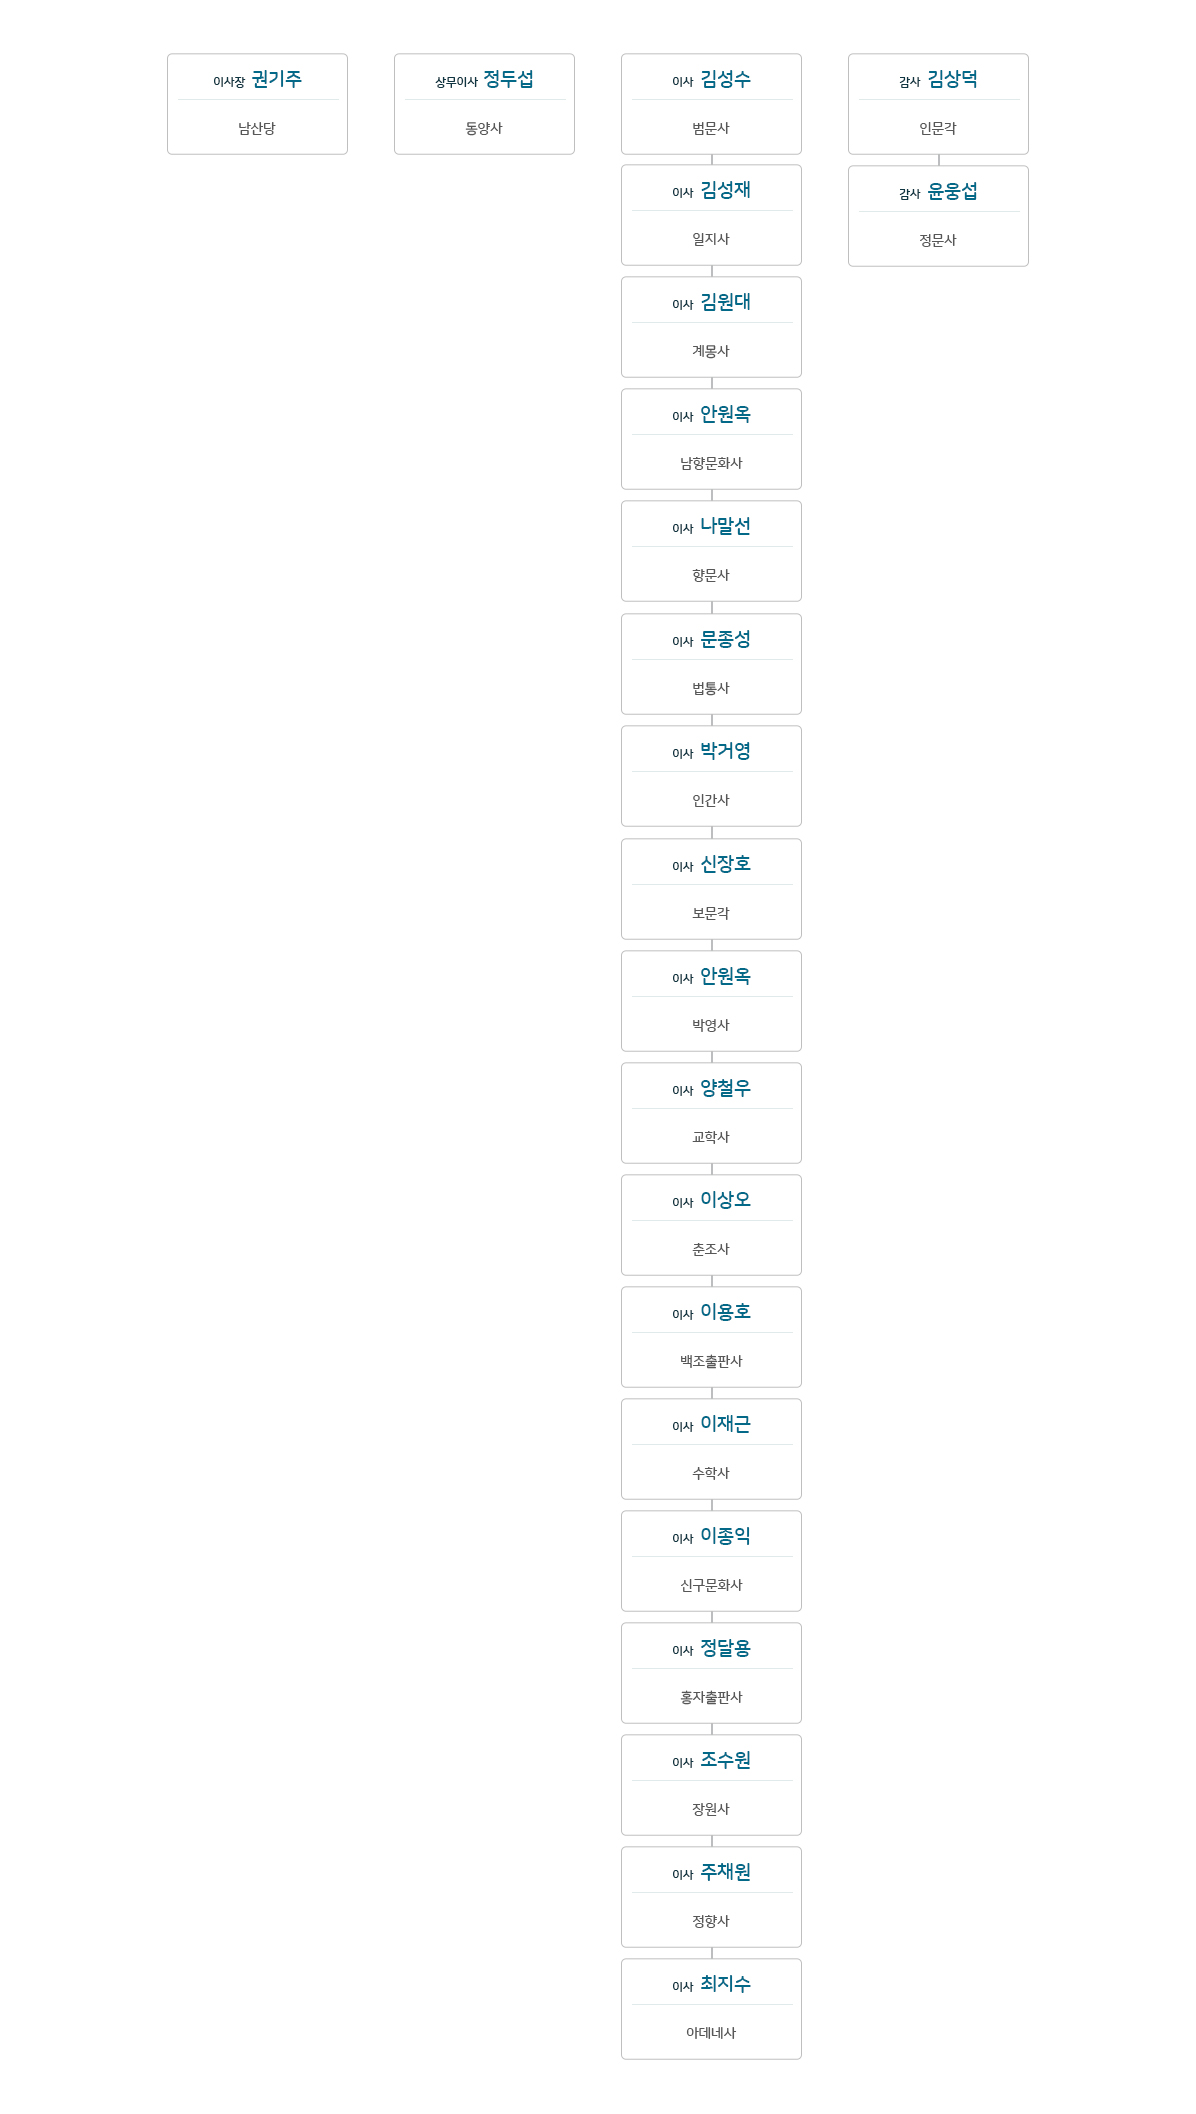 이사장 권기주
남산당
상무이사 정두섭
동양사
이사 김성수
범문사
이사 김성재
일지사
이사 김원대
계몽사
이사 안원옥
남향문화사
이사 나말선
향문사
이사 문종성
법통사
이사 박거영
인간사
이사 신장호
보문각
이사 안원옥
박영사
이사 양철우
교학사
이사 이상오
춘조사
이사 이용호
백조출판사
이사 이재근
수학사
이사 이종익
신구문화사
이사 정달용
홍자출판사
이사 조수원
장원사
이사 주채원
정향사
이사 최지수
아데네사
감사 김상덕
인문각
감사 윤웅섭
정문사